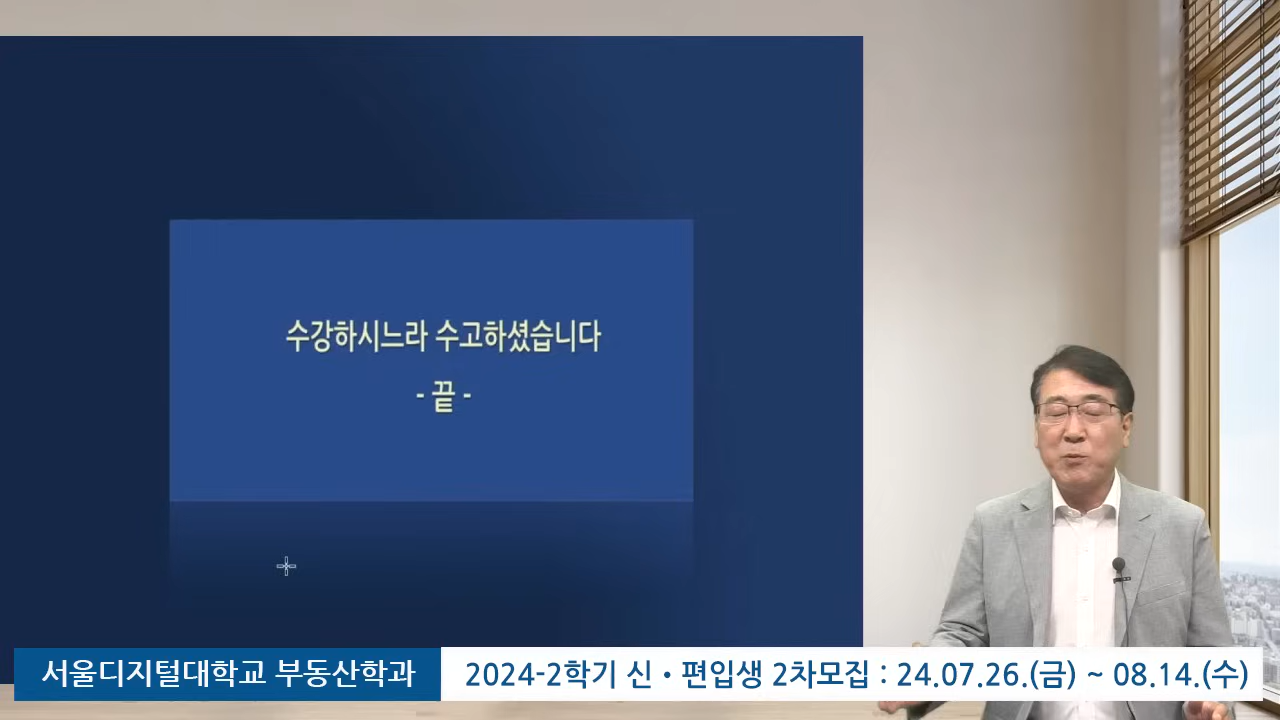 수강하시느라 수고하셨습니다
- 끝 -
서울디지털대학교 부동산학과
2024-2학기 신・편입생 2차모집 : 24.07.26.(금) ~ 08.14.(수)